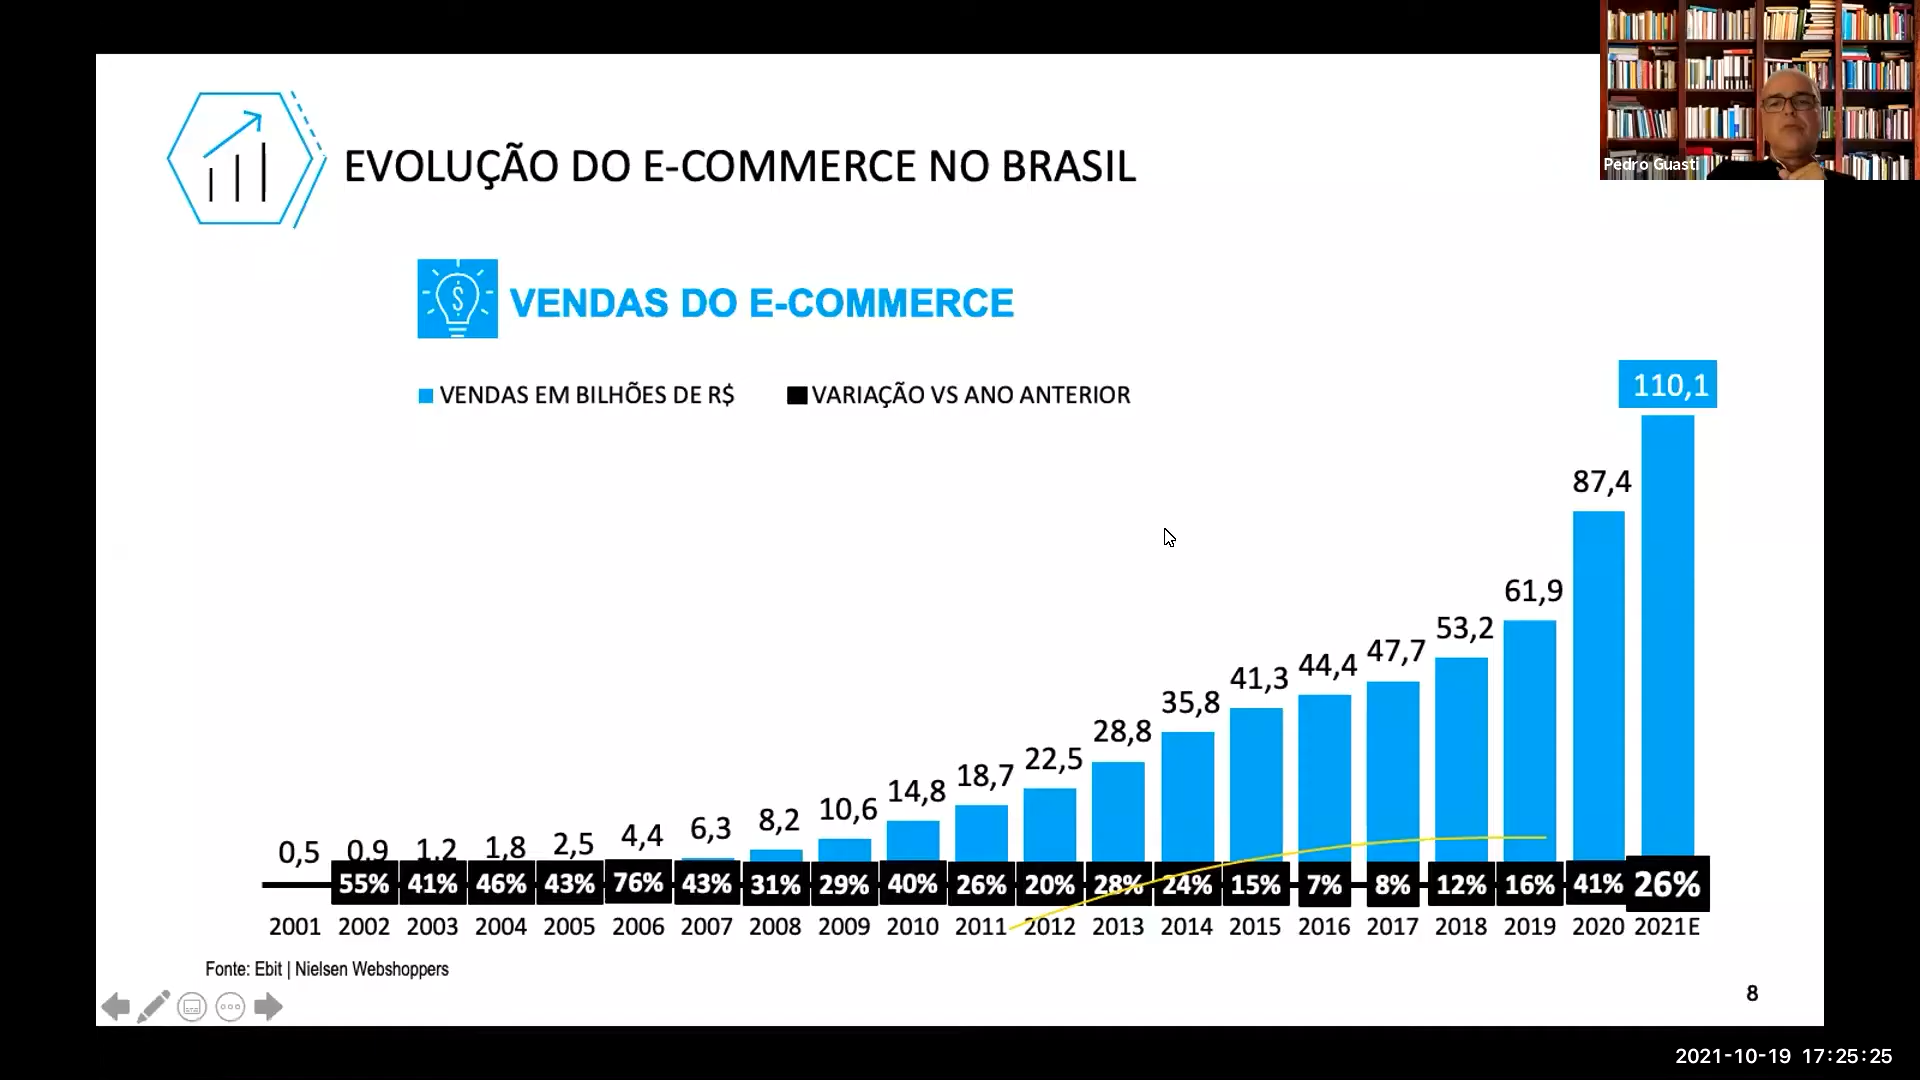 Pedro Guasti
EVOLUÇÃO DO E-COMMERCE NO BRASIL
$
VENDAS DO E-COMMERCE
VENDAS EM BILHÕES DE R$ VARIAÇÃO VS ANO ANTERIOR
0,5 0,9 1,2 1,8 2,5 4,4 6,3 8,2 10,6 14,8 18,7 22,5 28,8 35,8 41,3 44,4 47,7 53,2 61,9 87,4 110,1
55% 41% 46% 43% 76% 43% 31% 29% 40% 26% 20% 28% 24% 15% 7% 8% 12% 16% 41% 26%
2001 2002 2003 2004 2005 2006 2007 2008 2009 2010 2011 2012 2013 2014 2015 2016 2017 2018 2019 2020 2021E
Fonte: Ebit | Nielsen Webshoppers
8
2021-10-19 17:25:25